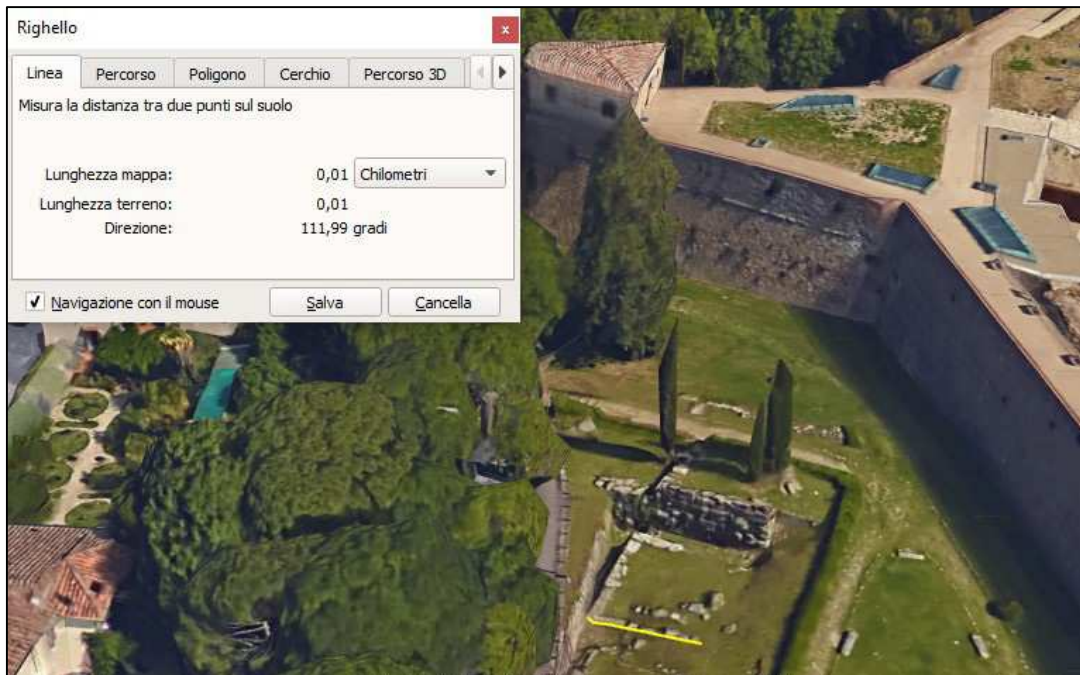 Righello
x
Linea Percorso Poligono Cerchio Percorso 3D
Misura la distanza tra due punti sul suolo
Lunghezza mappa: 0,01 Chilometri
Lunghezza terreno: 0,01
Direzione: 111,99 gradi
Navigazione con il mouse Salva Cancella